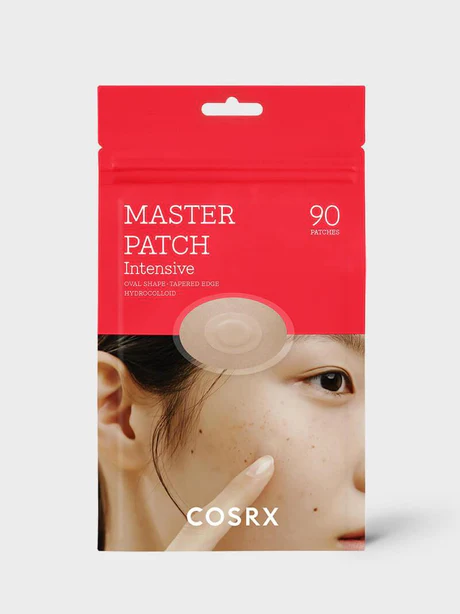 MASTER
PATCH
90
PATCHES
Intensive
OVAL SHAPE · TAPERED EDGE
HYDROCOLLOID
COSRX